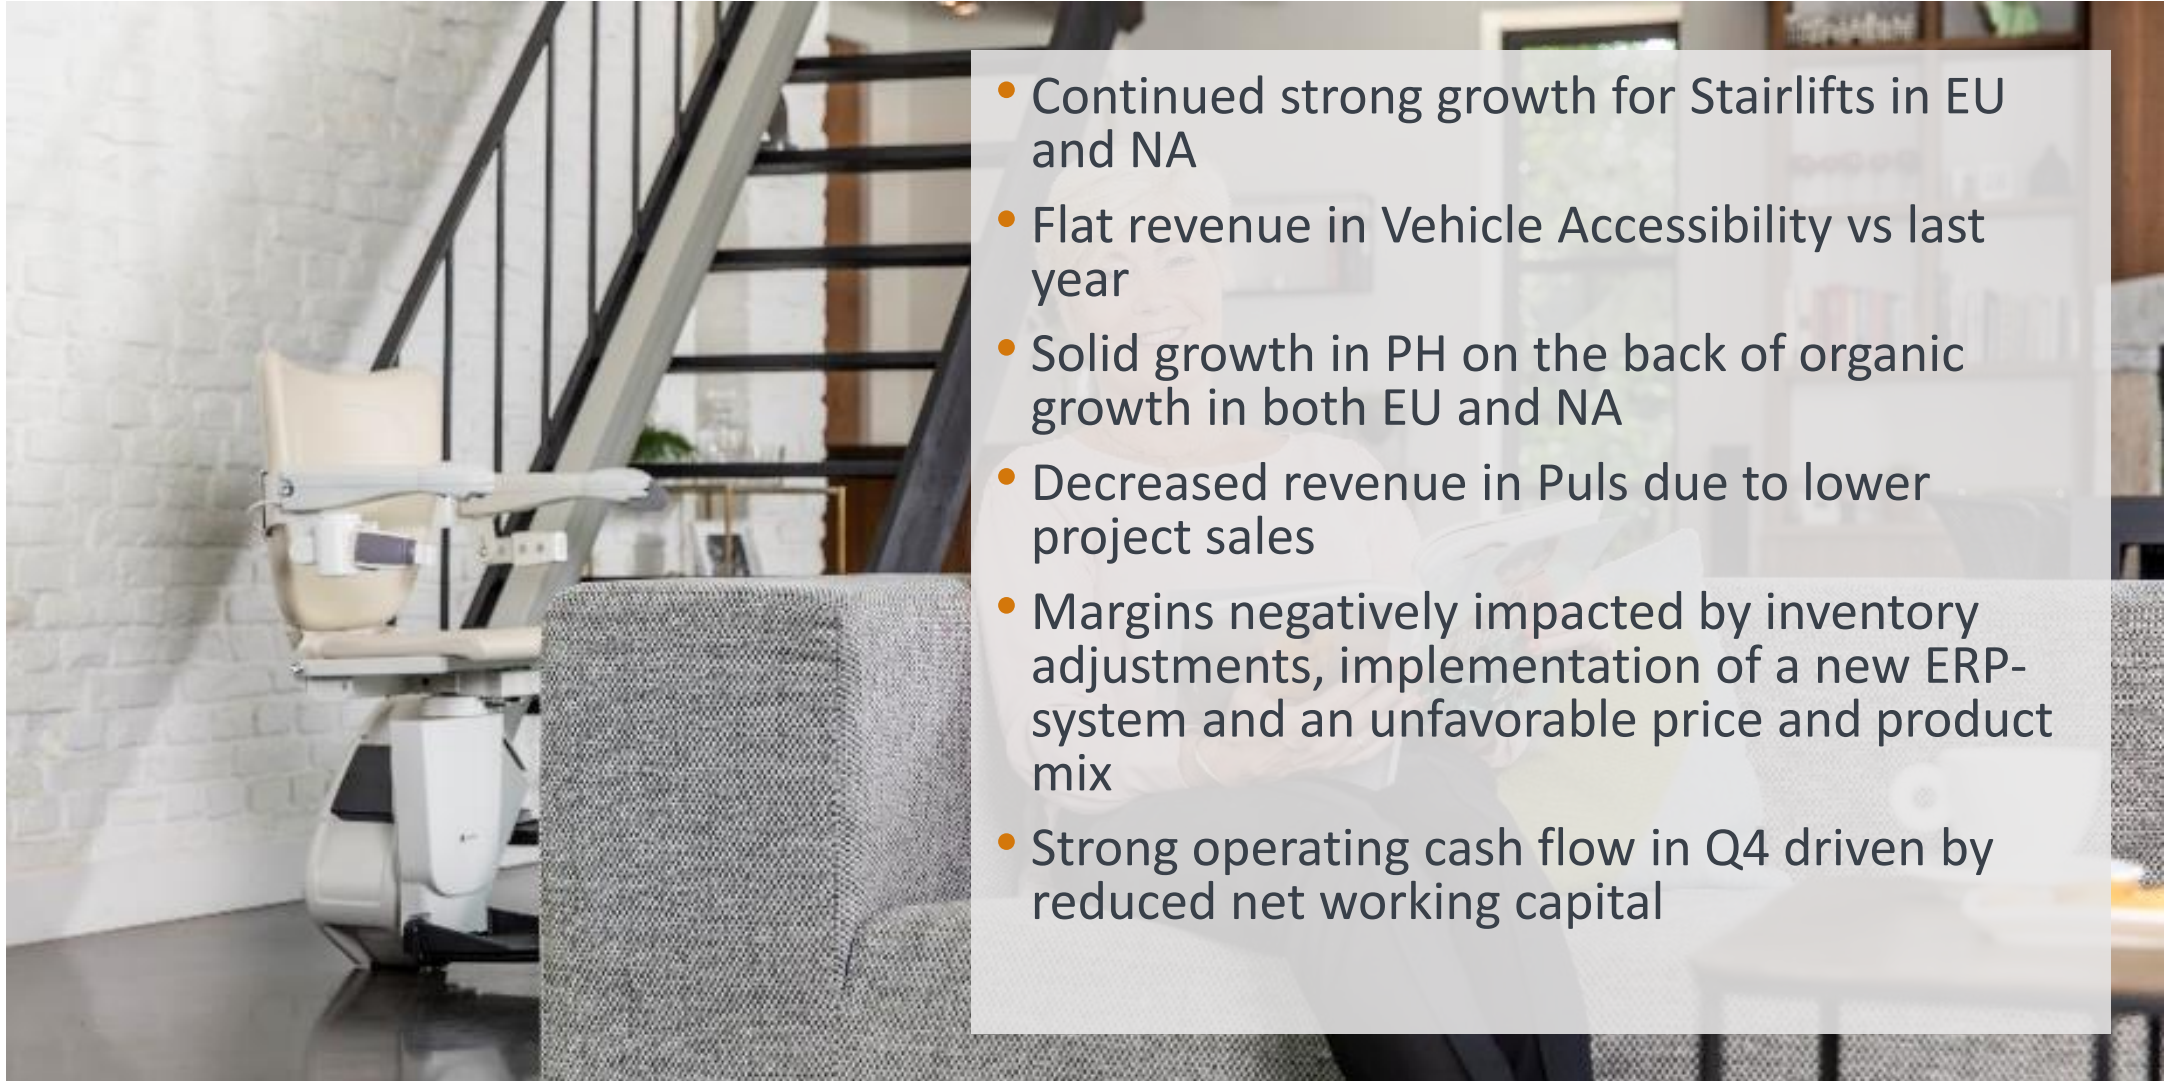 • Continued strong growth for Stairlifts in EU
and NA
• Flat revenue in Vehicle Accessibility vs last
year
• Solid growth in PH on the back of organic
growth in both EU and NA
• Decreased revenue in Puls due to lower
project sales
• Margins negatively impacted by inventory
adjustments, implementation of a new ERP-
system and an unfavorable price and product
mix
• Strong operating cash flow in Q4 driven by
reduced net working capital